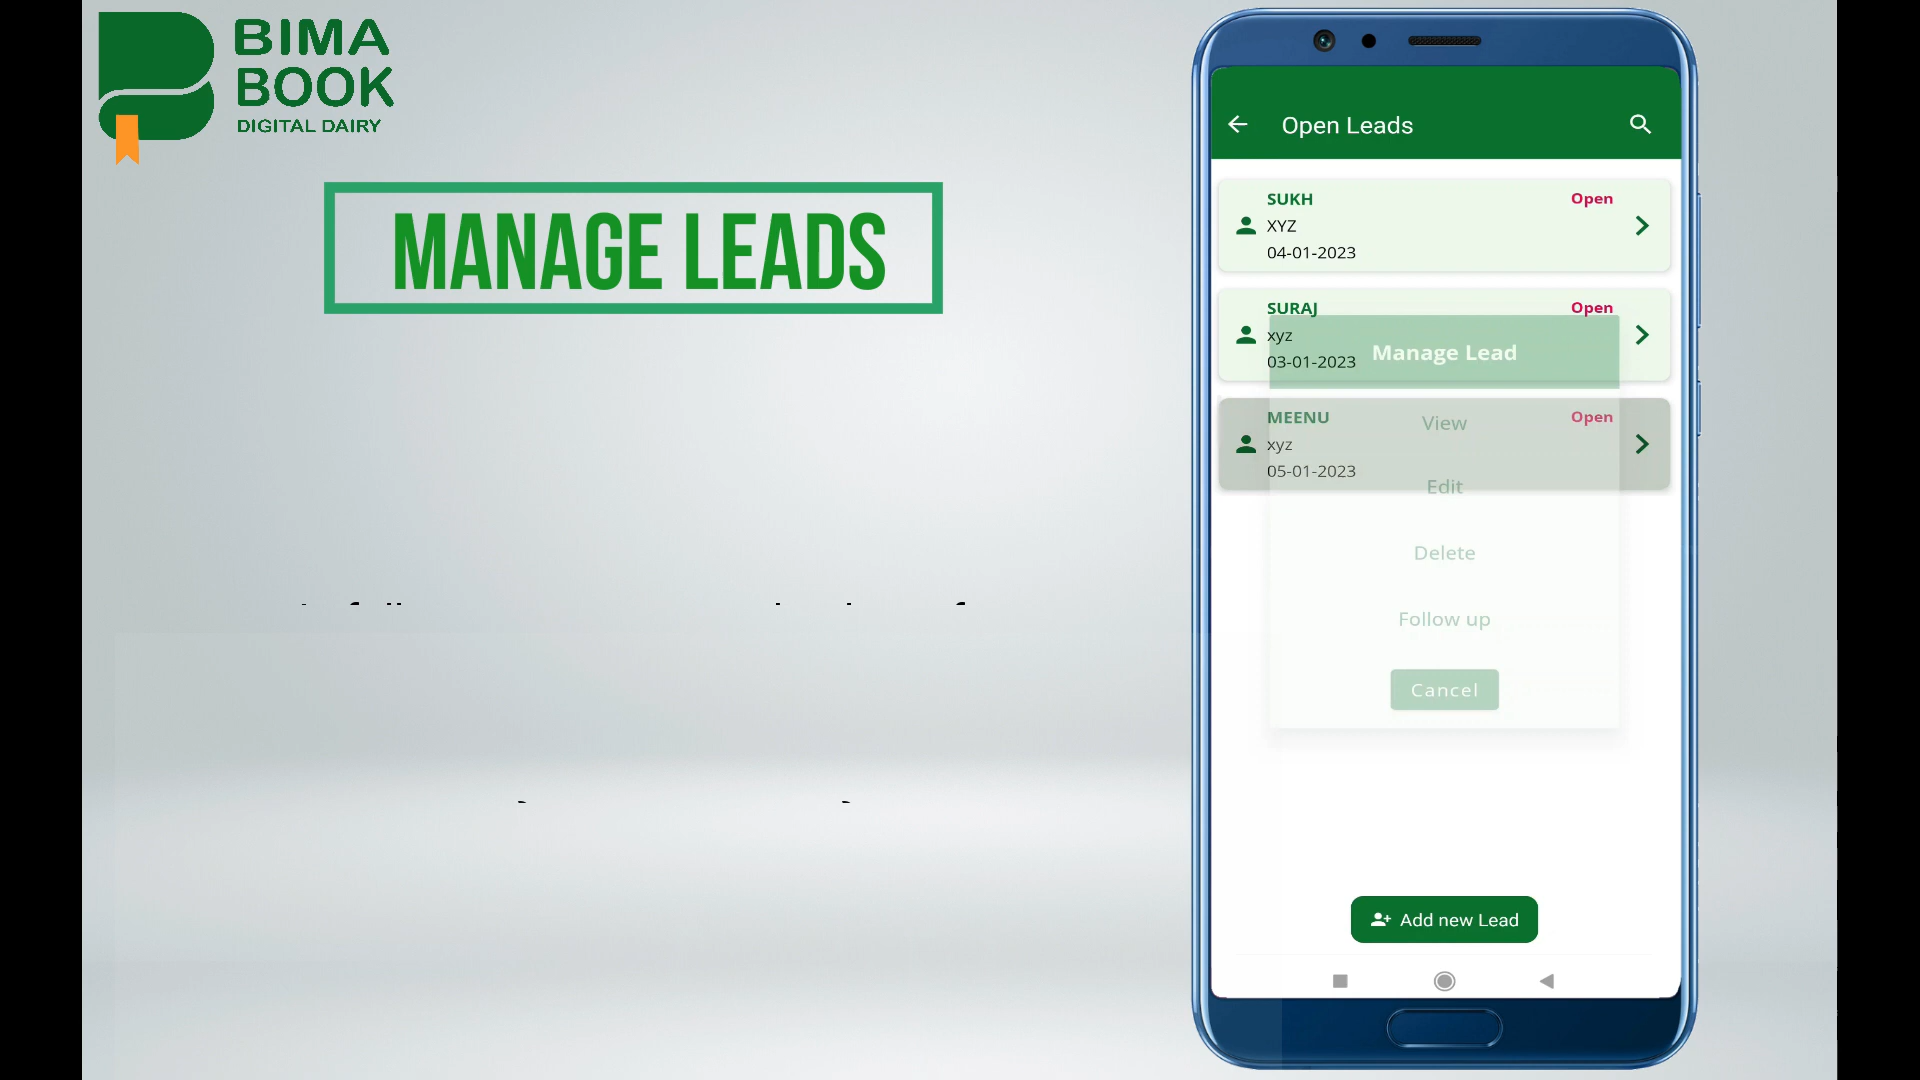 BIMA
BOOK
DIGITAL DAIRY
MANAGE LEADS
Open Leads
SUKH
Open
XYZ
04-01-2023
SURAJ
Open
xyz
03-01-2023
Manage Lead
MEENU
Open
View
xyz
05-01-2023
Edit
Delete
Follow up
Cancel
Add new Lead